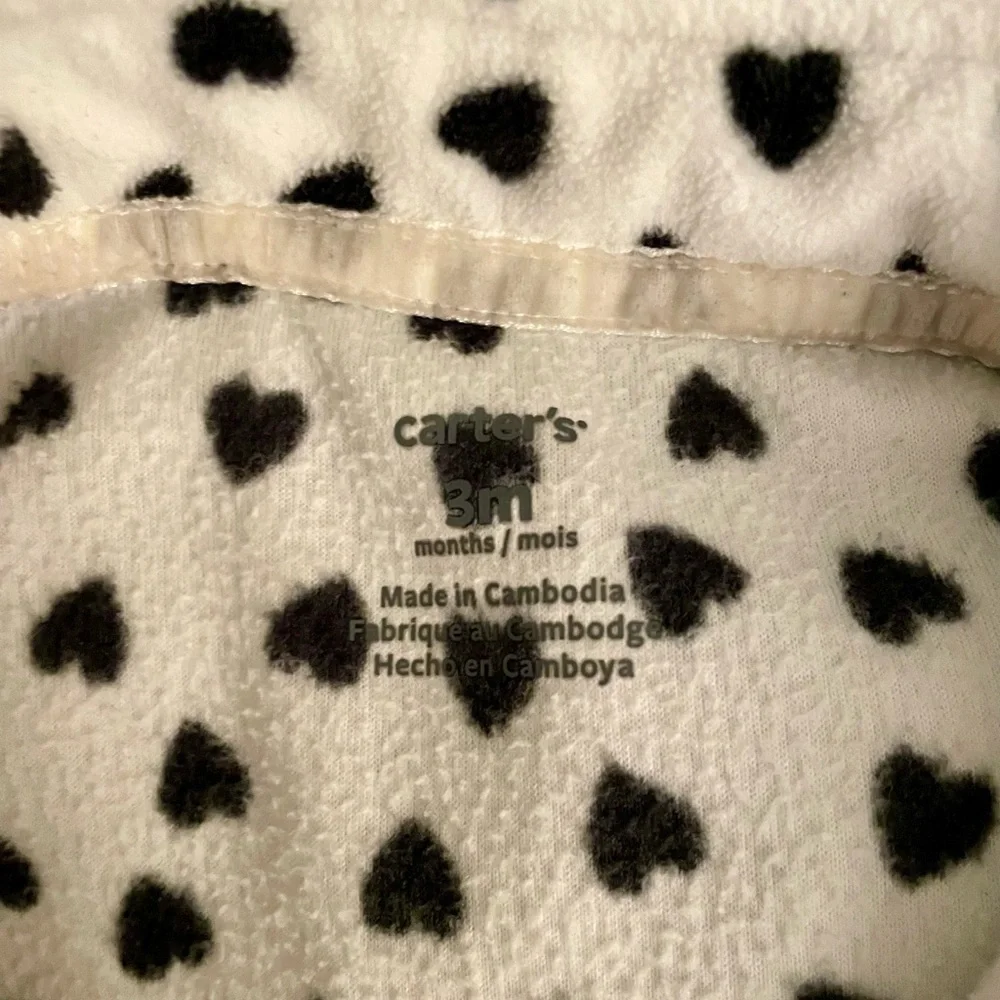 carter's
3m
months / mois
Made in Cambodia
Fabriqué au Cambodge
Hecho en Camboya